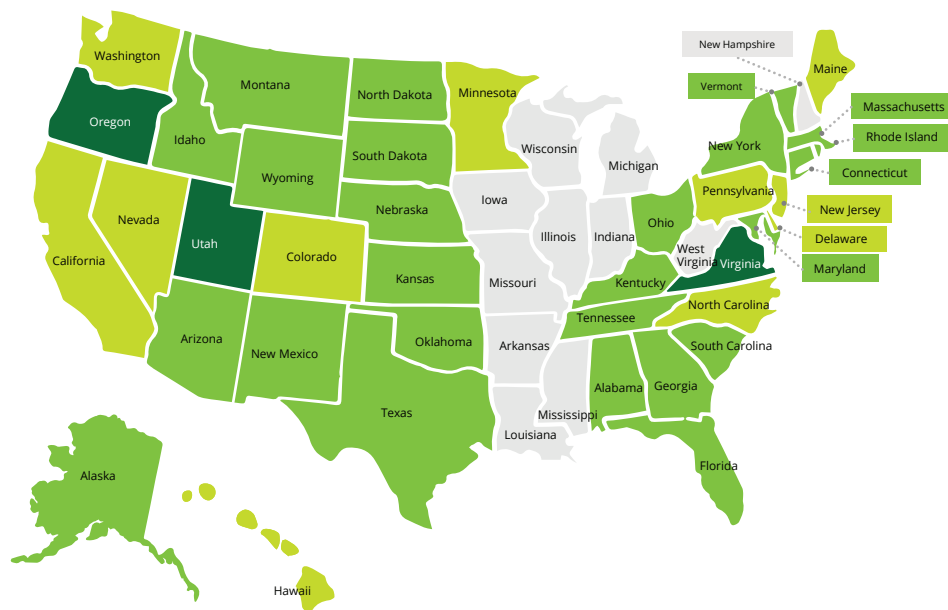 New Hampshire
Washington
Maine
Montana
Vermont
North Dakota
Minnesota
Massachusetts
Oregon
Idaho
Rhode Island
New York
Wisconsin
South Dakota
Michigan
Connecticut
Wyoming
Pennsylvania
Iowa
Nebraska
New Jersey
Nevada
Ohio
Utah
Illinois
Indiana
Delaware
West
Virginia
Colorado
California
Virginia
Maryland
Kansas
Missouri
Kentucky
North Carolina
Tennessee
Arizona
Oklahoma
Arkansas
South Carolina
New Mexico
Alabama
Georgia
Texas
Mississippi
Louisiana
Florida
Alaska
Hawaii